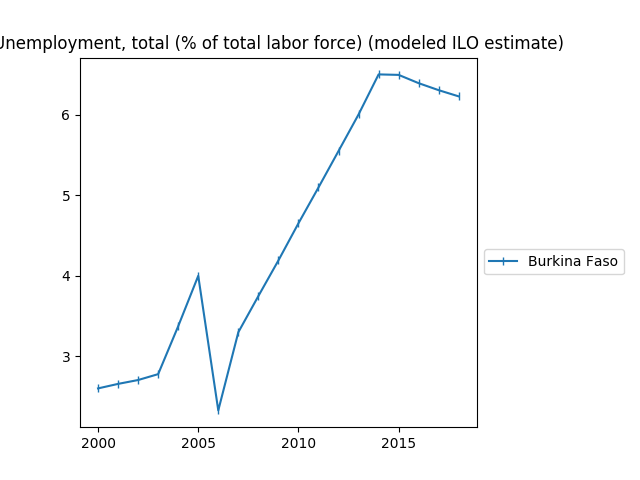 Unemployment, total (% of total labor force) (modeled ILO estimate)
6
5
4
3
2000 2005 2010 2015
Burkina Faso